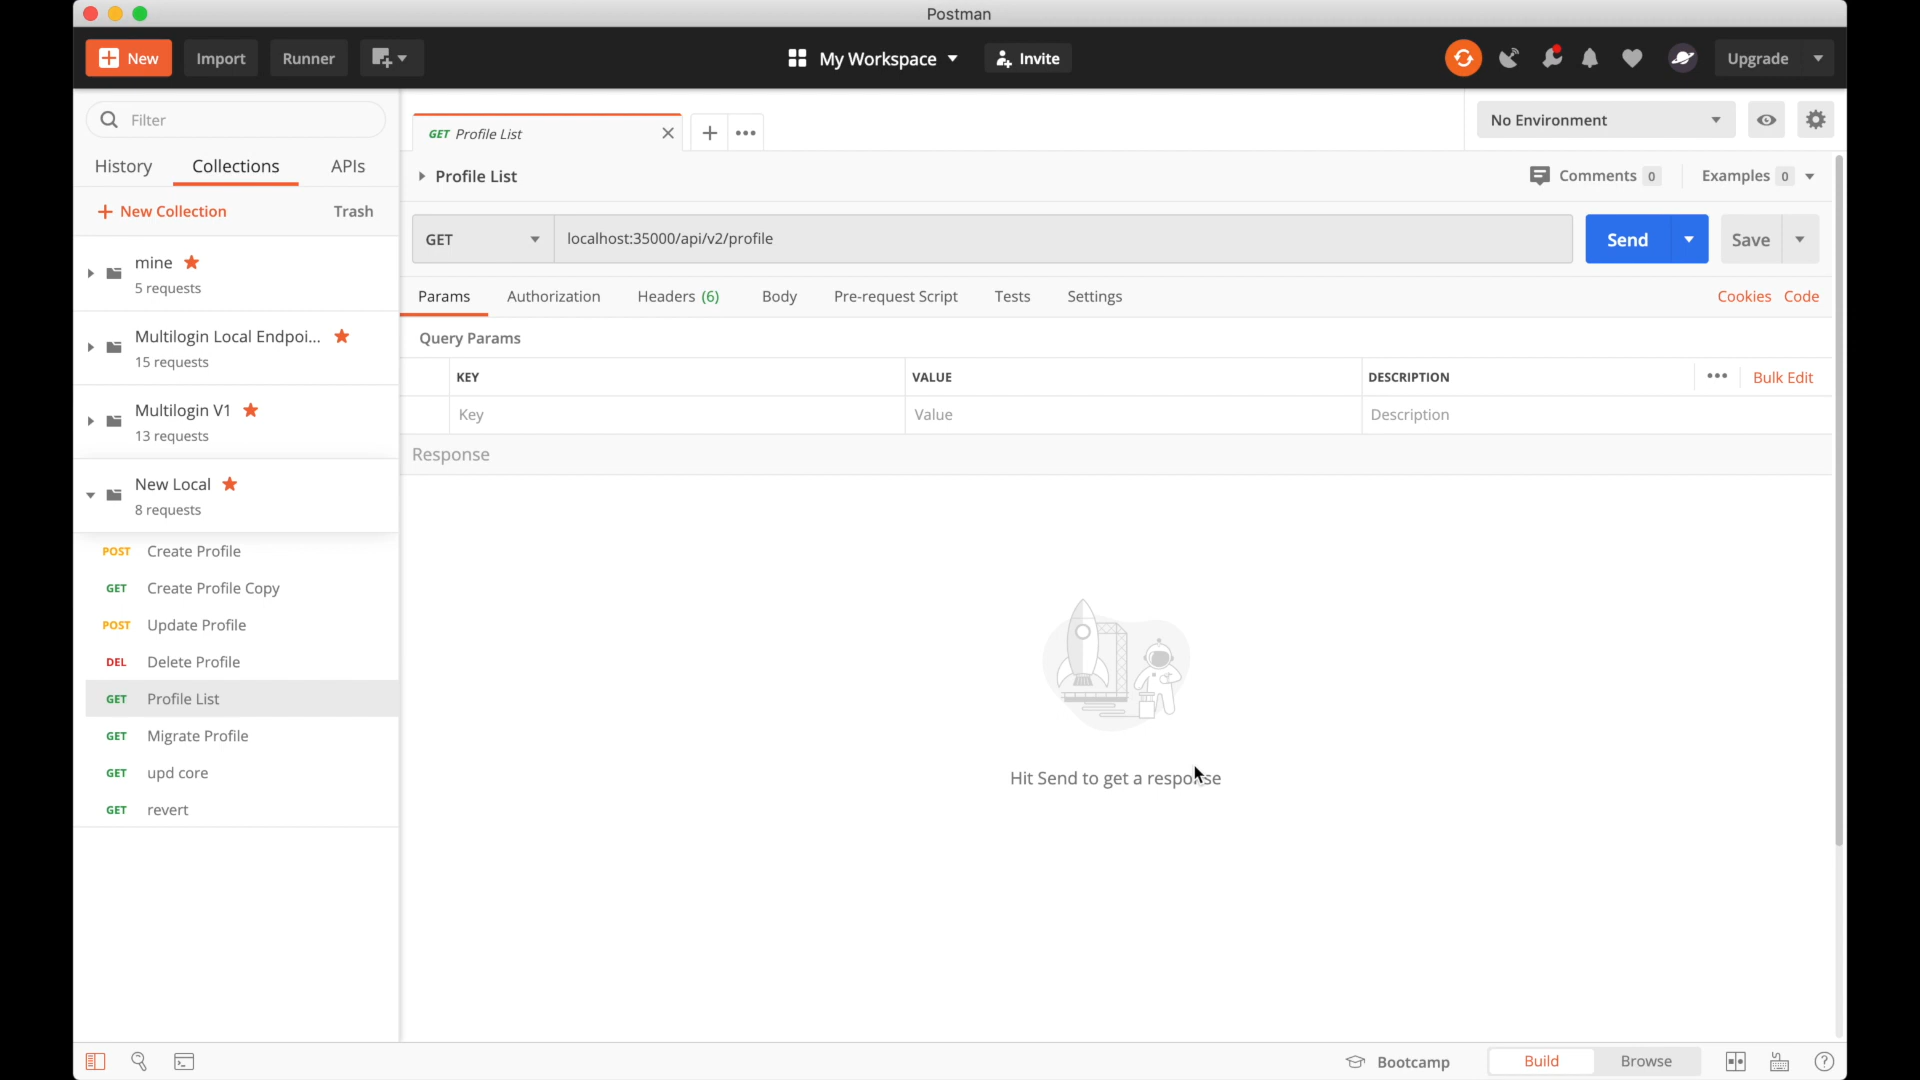 Postman
New
Import
Runner
My Workspace
Invite
Upgrade
Filter
History
Collections
APIs
New Collection
Trash
mine
5 requests
Multilogin Local Endpoi...
15 requests
Multilogin V1
13 requests
New Local
8 requests
POST Create Profile
GET Create Profile Copy
POST Update Profile
DEL Delete Profile
GET Profile List
GET Migrate Profile
GET upd core
GET revert
GET Profile List
No Environment
Profile List
Comments 0
Examples 0
GET
localhost:35000/api/v2/profile
Send
Save
Params
Authorization
Headers (6)
Body
Pre-request Script
Tests
Settings
Cookies
Code
Query Params
KEY
VALUE
DESCRIPTION
Bulk Edit
Key
Value
Description
Response
Hit Send to get a response
Bootcamp
Build
Browse